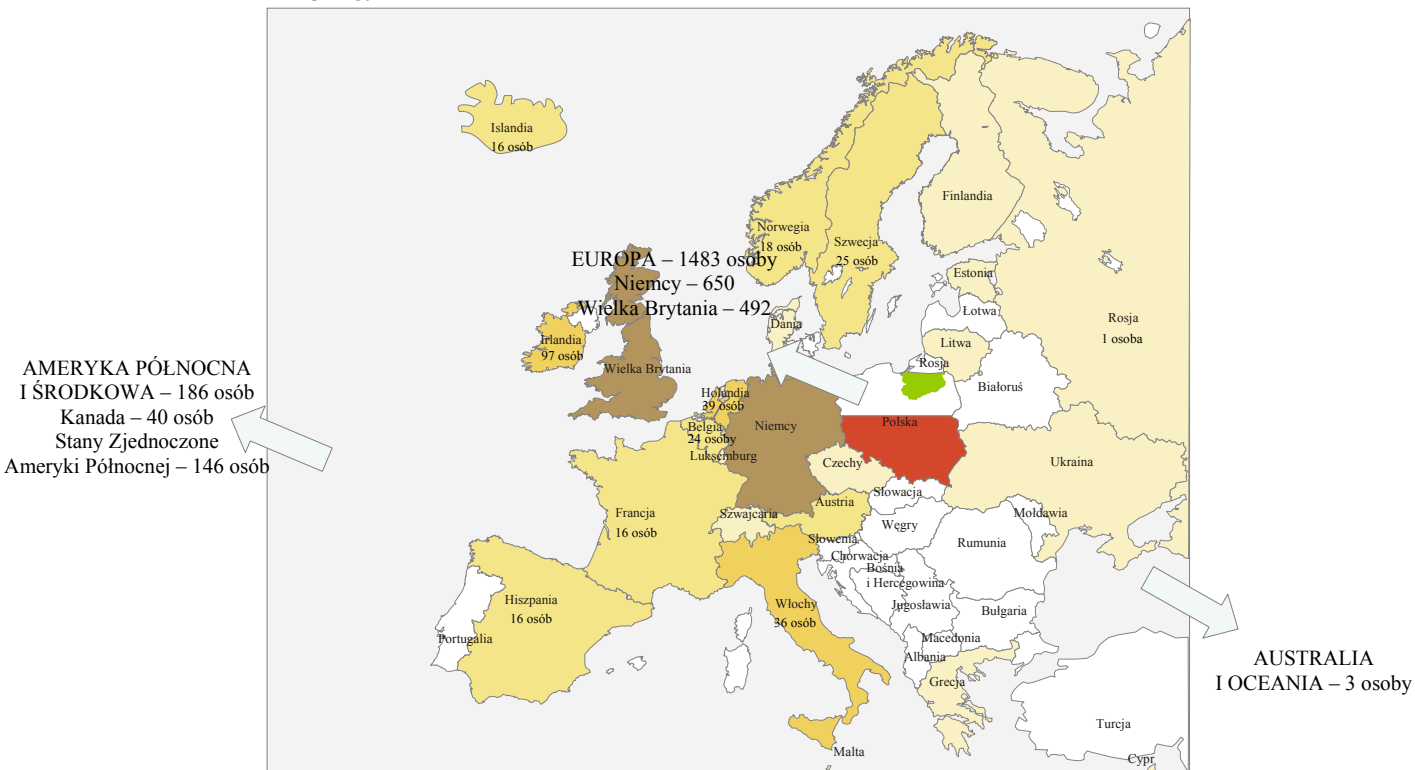 Islandia
16 osób
Finlandia
Norwegia
18 osób
Szwecja
25 osób
EUROPA – 1483 osoby
Niemcy – 650
Wielka Brytania – 492
Estonia
Łotwa
Dania
Litwa
Rosja
1 osoba
Irlandia
97 osób
Rosja
Wielka Brytania
Białoruś
AMERYKA PÓŁNOCNA
I ŚRODKOWA – 186 osób
Kanada – 40 osób
Stany Zjednoczone
Ameryki Północnej – 146 osób
Holandia
39 osób
Belgia
24 osoby
Luksemburg
Niemcy
Polska
Czechy
Ukraina
Słowacja
Austria
Francja
16 osób
Szwajcaria
Węgry
Mołdawia
Słowenia
Rumunia
Chorwacja
Bośnia
i Hercegowina
Hiszpania
16 osób
Włochy
36 osób
Jugosławia
Bułgaria
Portugalia
Macedonia
Albania
Grecja
AUSTRALIA
I OCEANIA – 3 osoby
Turcja
Malta
Cypr